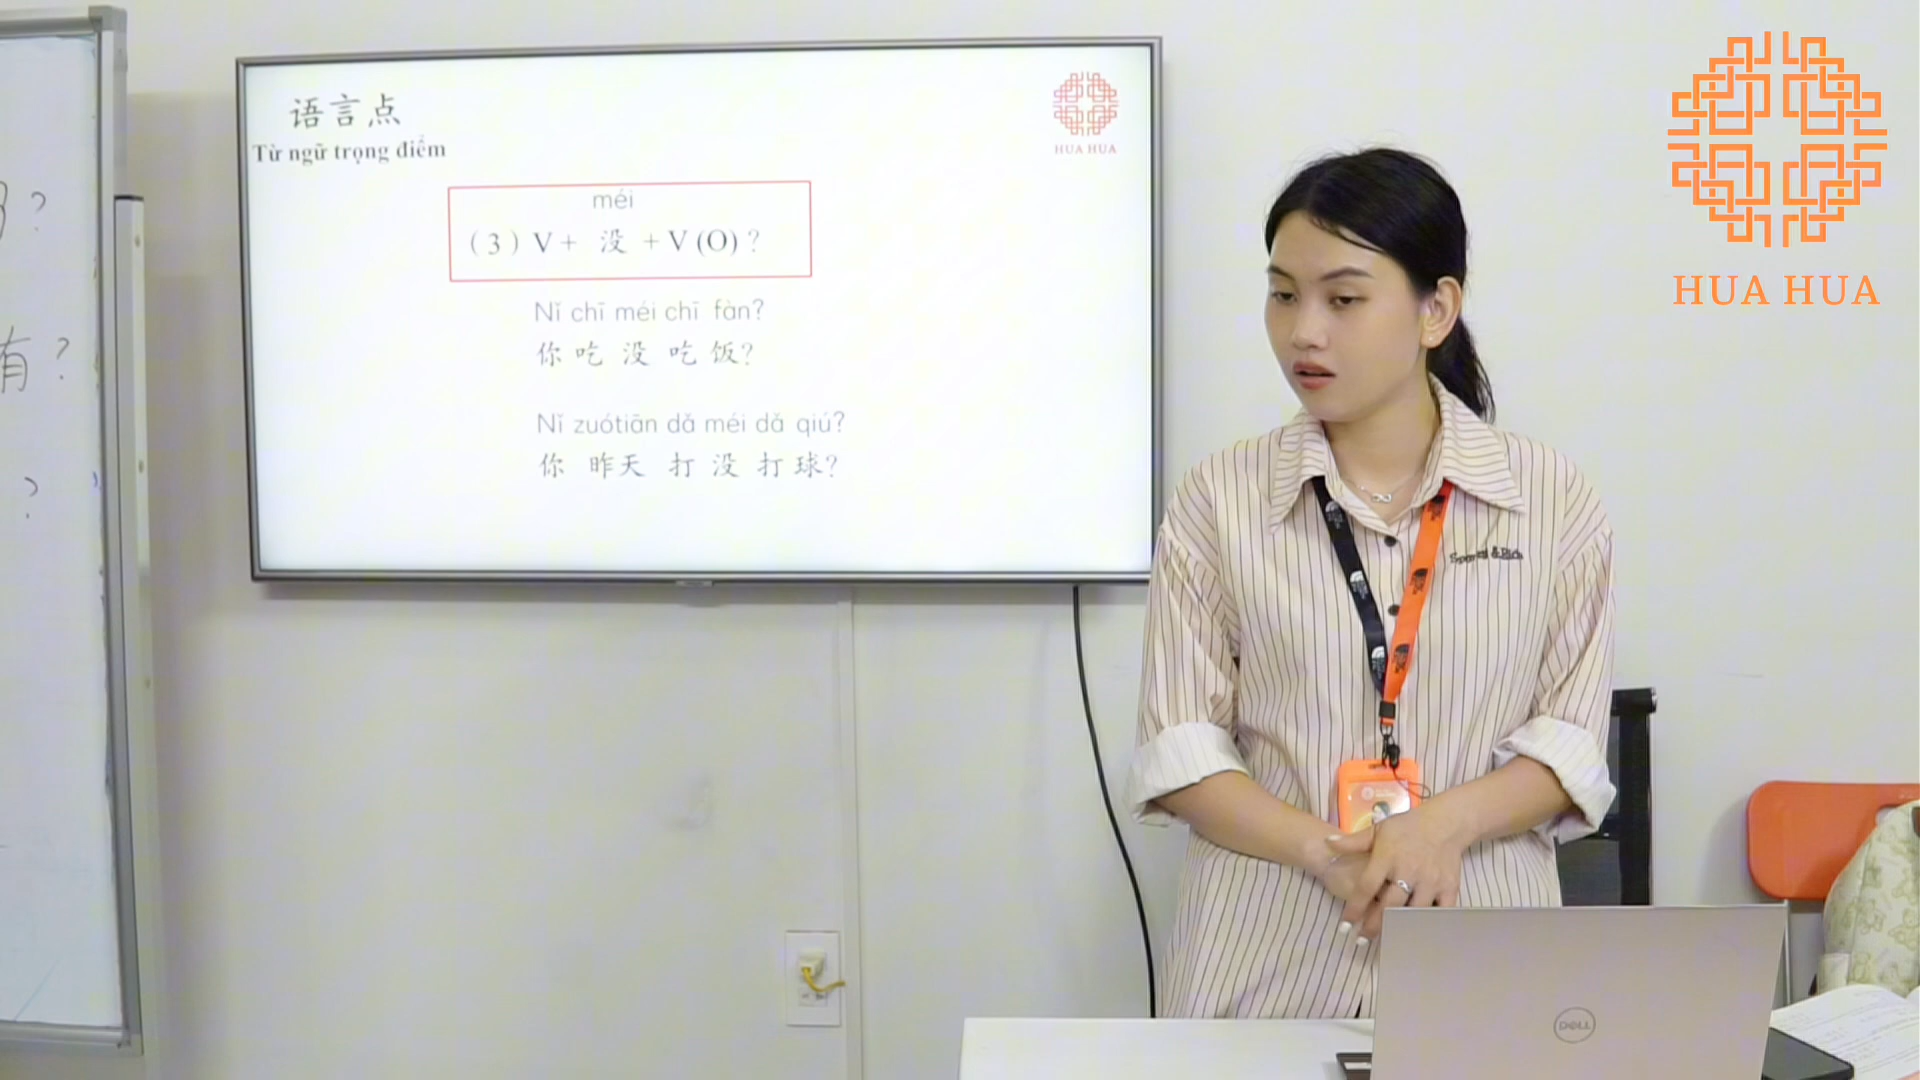 语言点
Từ ngữ trọng điểm
HUA HUA
méi
（3）V + 没 + V (O)？
Nǐ chī méi chī fàn?
你 吃 没 吃 饭?
Nǐ zuótiān dǎ méi dǎ qiú?
你 昨天 打 没 打 球?
?
有?
?
HUA HUA
DELL